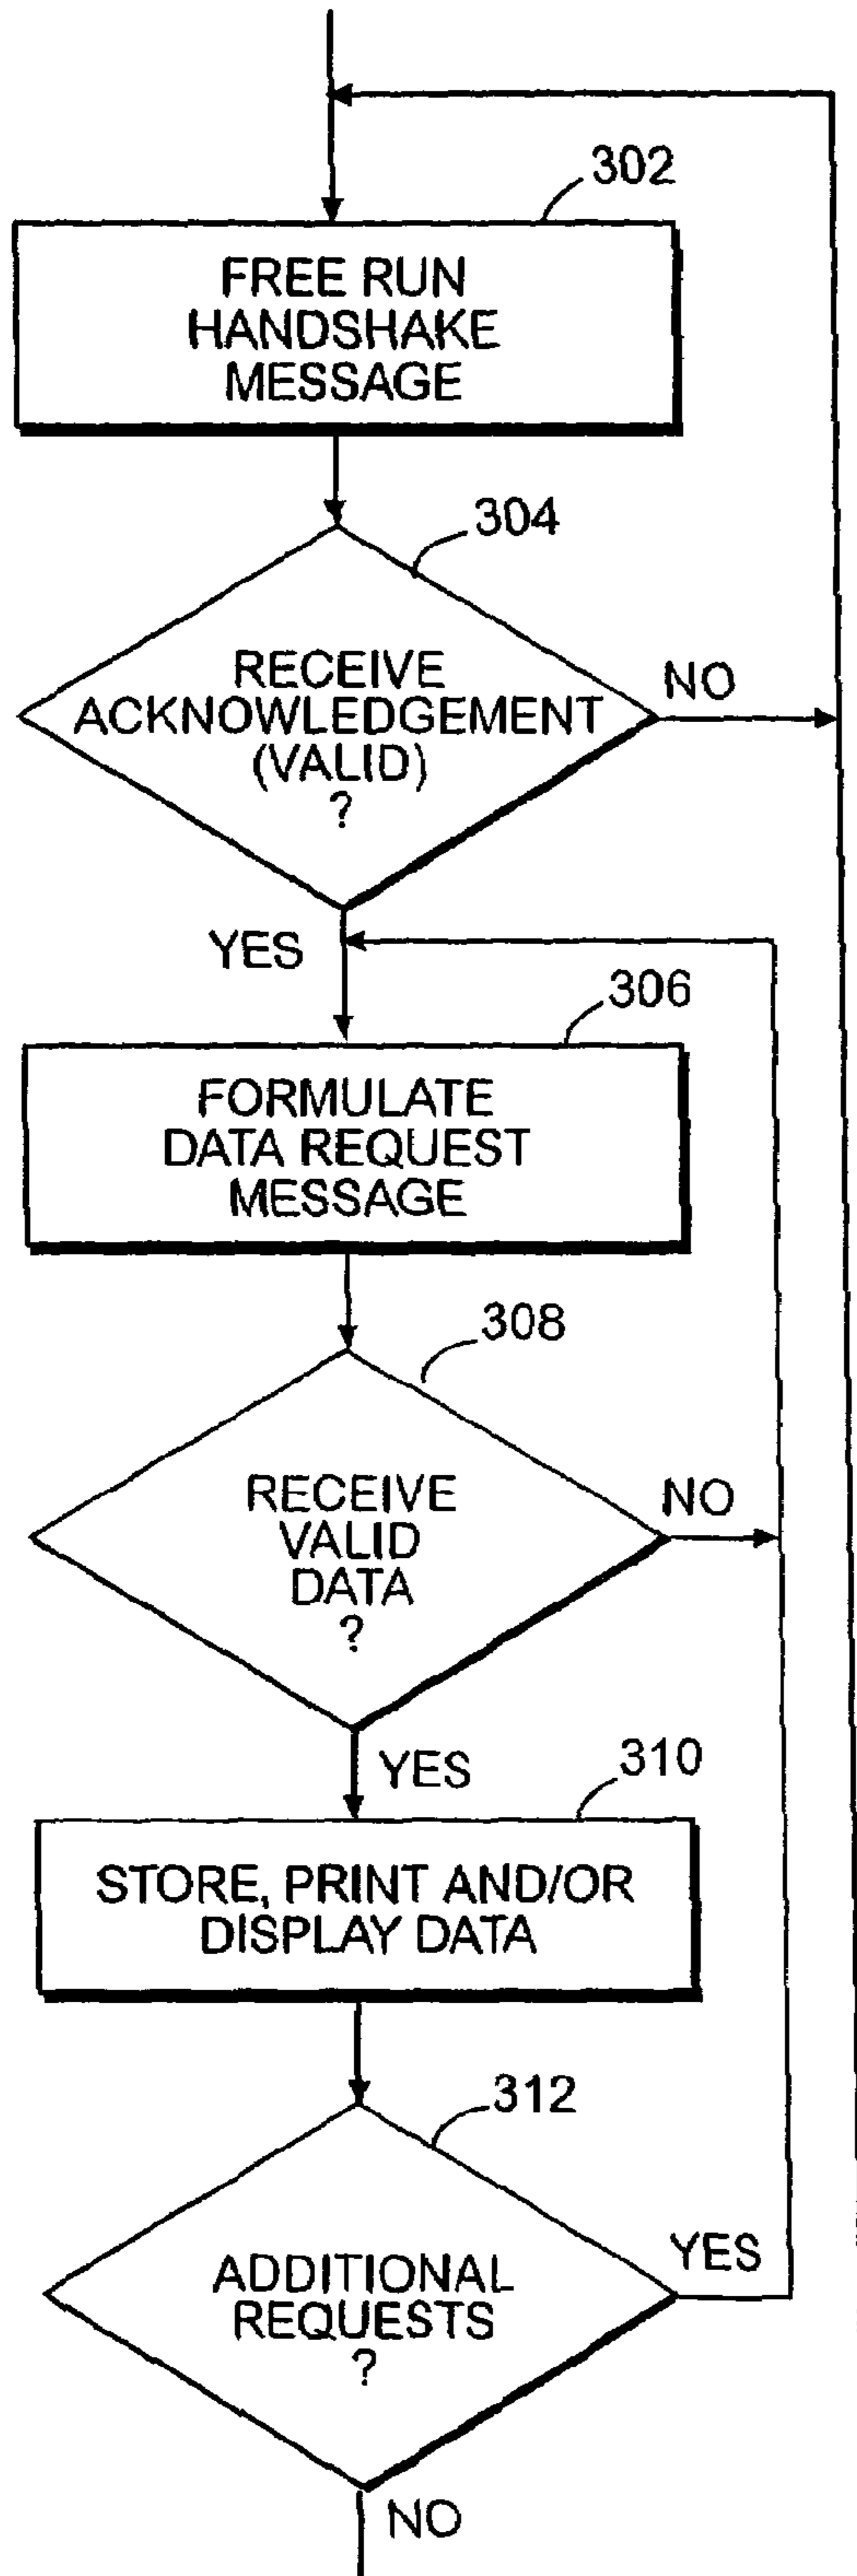 302
FREE RUN
HANDSHAKE
MESSAGE
304
RECEIVE
ACKNOWLEDGEMENT
(VALID)
?
NO
YES
306
FORMULATE
DATA REQUEST
MESSAGE
308
RECEIVE
VALID
DATA
?
NO
YES
310
STORE, PRINT AND/OR
DISPLAY DATA
312
ADDITIONAL
REQUESTS
?
YES
NO